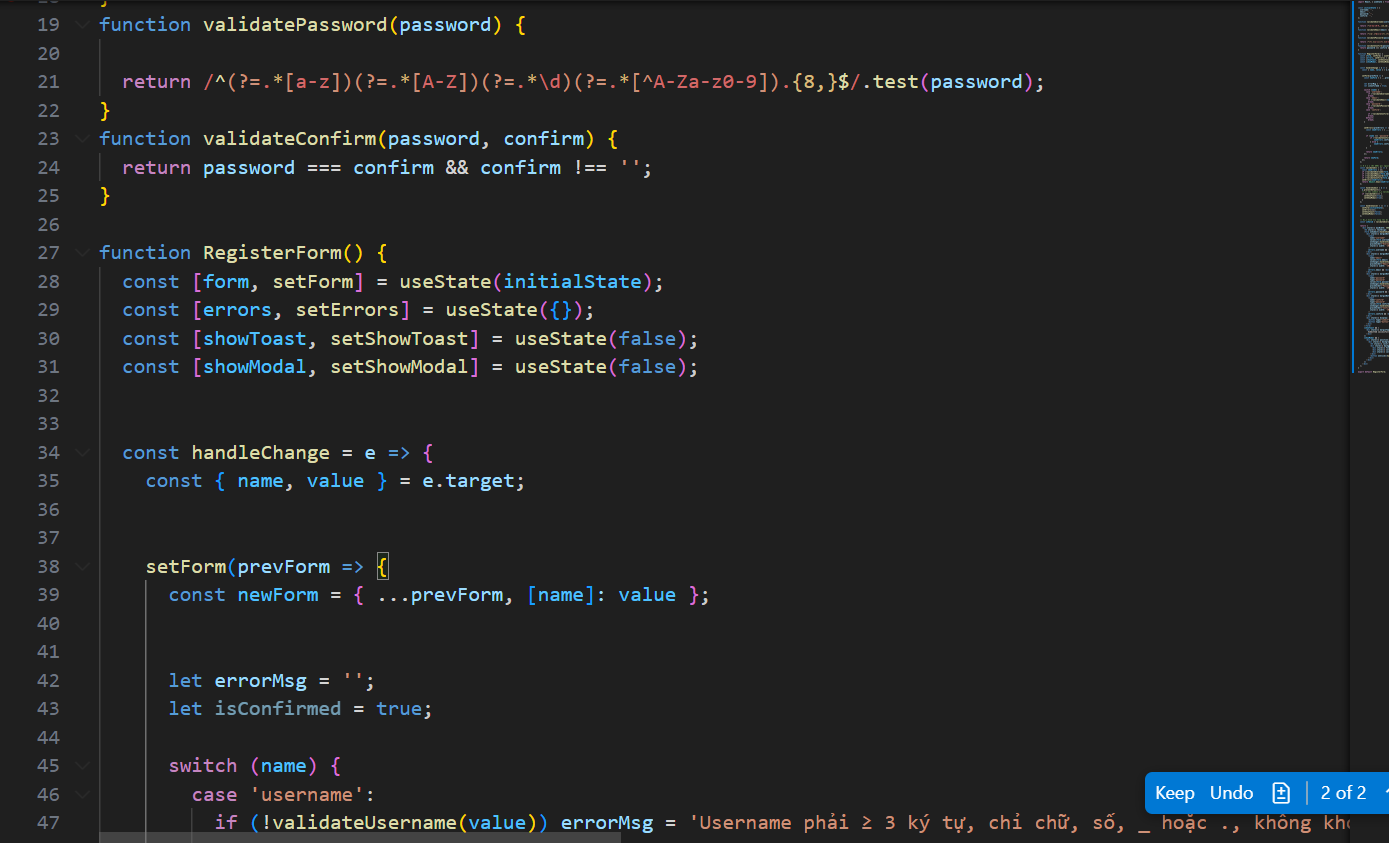 19 function validatePassword(password) {
20
21 return /^(?=.*[a-z])(?=.*[A-Z])(?=.*\d)(?=.*[^A-Za-z0-9]).{8,}$/.test(password);
22 }
23 function validateConfirm(password, confirm) {
24 return password === confirm && confirm !== '';
25 }
26
27 function RegisterForm() {
28 const [form, setForm] = useState(initialState);
29 const [errors, setErrors] = useState({});
30 const [showToast, setShowToast] = useState(false);
31 const [showModal, setShowModal] = useState(false);
32
33
34 const handleChange = e => {
35 const { name, value } = e.target;
36
37
38 setForm(prevForm => {
39 const newForm = { ...prevForm, [name]: value };
40
41
42 let errorMsg = '';
43 let isConfirmed = true;
44
45 switch (name) {
46 case 'username':
47 if (!validateUsername(value)) errorMsg = 'Username phải ≥ 3 ký tự, chỉ chữ, số, _ hoặc ., không
Keep Undo 2 of 2